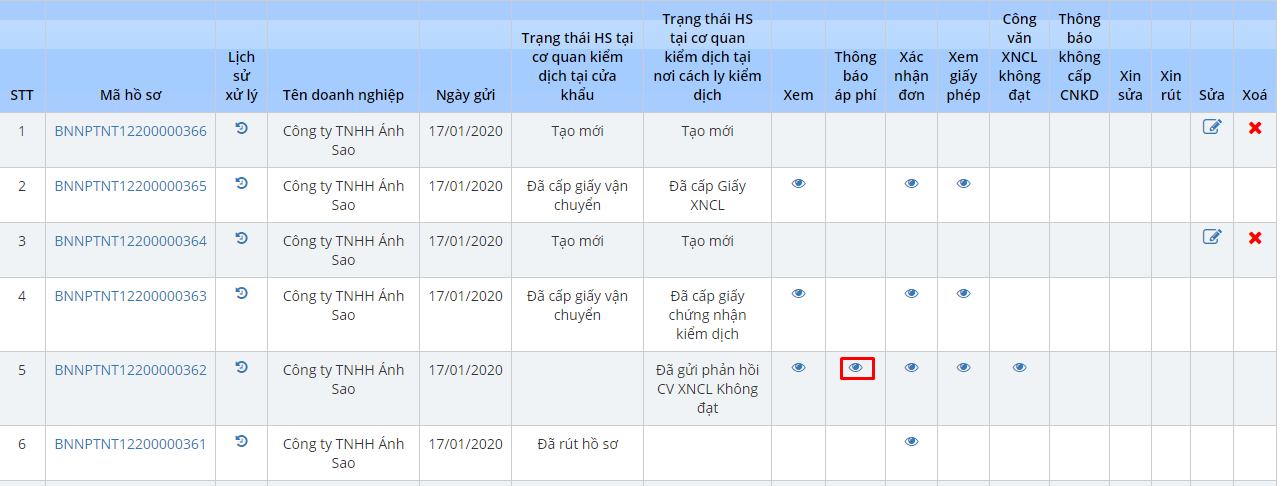 STT
Mã hồ sơ
Lịch
sử
xử lý
Tên doanh nghiệp
Ngày gửi
Trạng thái HS tại
cơ quan kiểm
dịch tại cửa
khẩu
Trạng thái HS
tại cơ quan
kiểm dịch tại
nơi cách ly kiểm
dịch
Xem
Thông
báo
áp phí
Xác
nhận
đơn
Xem
giấy
phép
Công
văn
XNCL
không
đạt
Thông
báo
không
cấp
CNKD
Xin
sửa
Xin
rút
Sửa
Xoá
1
BNNPTNT12200000366
Công ty TNHH Ánh
Sao
17/01/2020
Tạo mới
Tạo mới
2
BNNPTNT12200000365
Công ty TNHH Ánh
Sao
17/01/2020
Đã cấp giấy vận
chuyển
Đã cấp Giấy
XNCL
3
BNNPTNT12200000364
Công ty TNHH Ánh
Sao
17/01/2020
Tạo mới
Tạo mới
4
BNNPTNT12200000363
Công ty TNHH Ánh
Sao
17/01/2020
Đã cấp giấy vận
chuyển
Đã cấp giấy
chứng nhận
kiểm dịch
5
BNNPTNT12200000362
Công ty TNHH Ánh
Sao
17/01/2020
Đã gửi phản hồi
CV XNCL Không
đạt
6
BNNPTNT12200000361
Công ty TNHH Ánh
Sao
17/01/2020
Đã rút hồ sơ